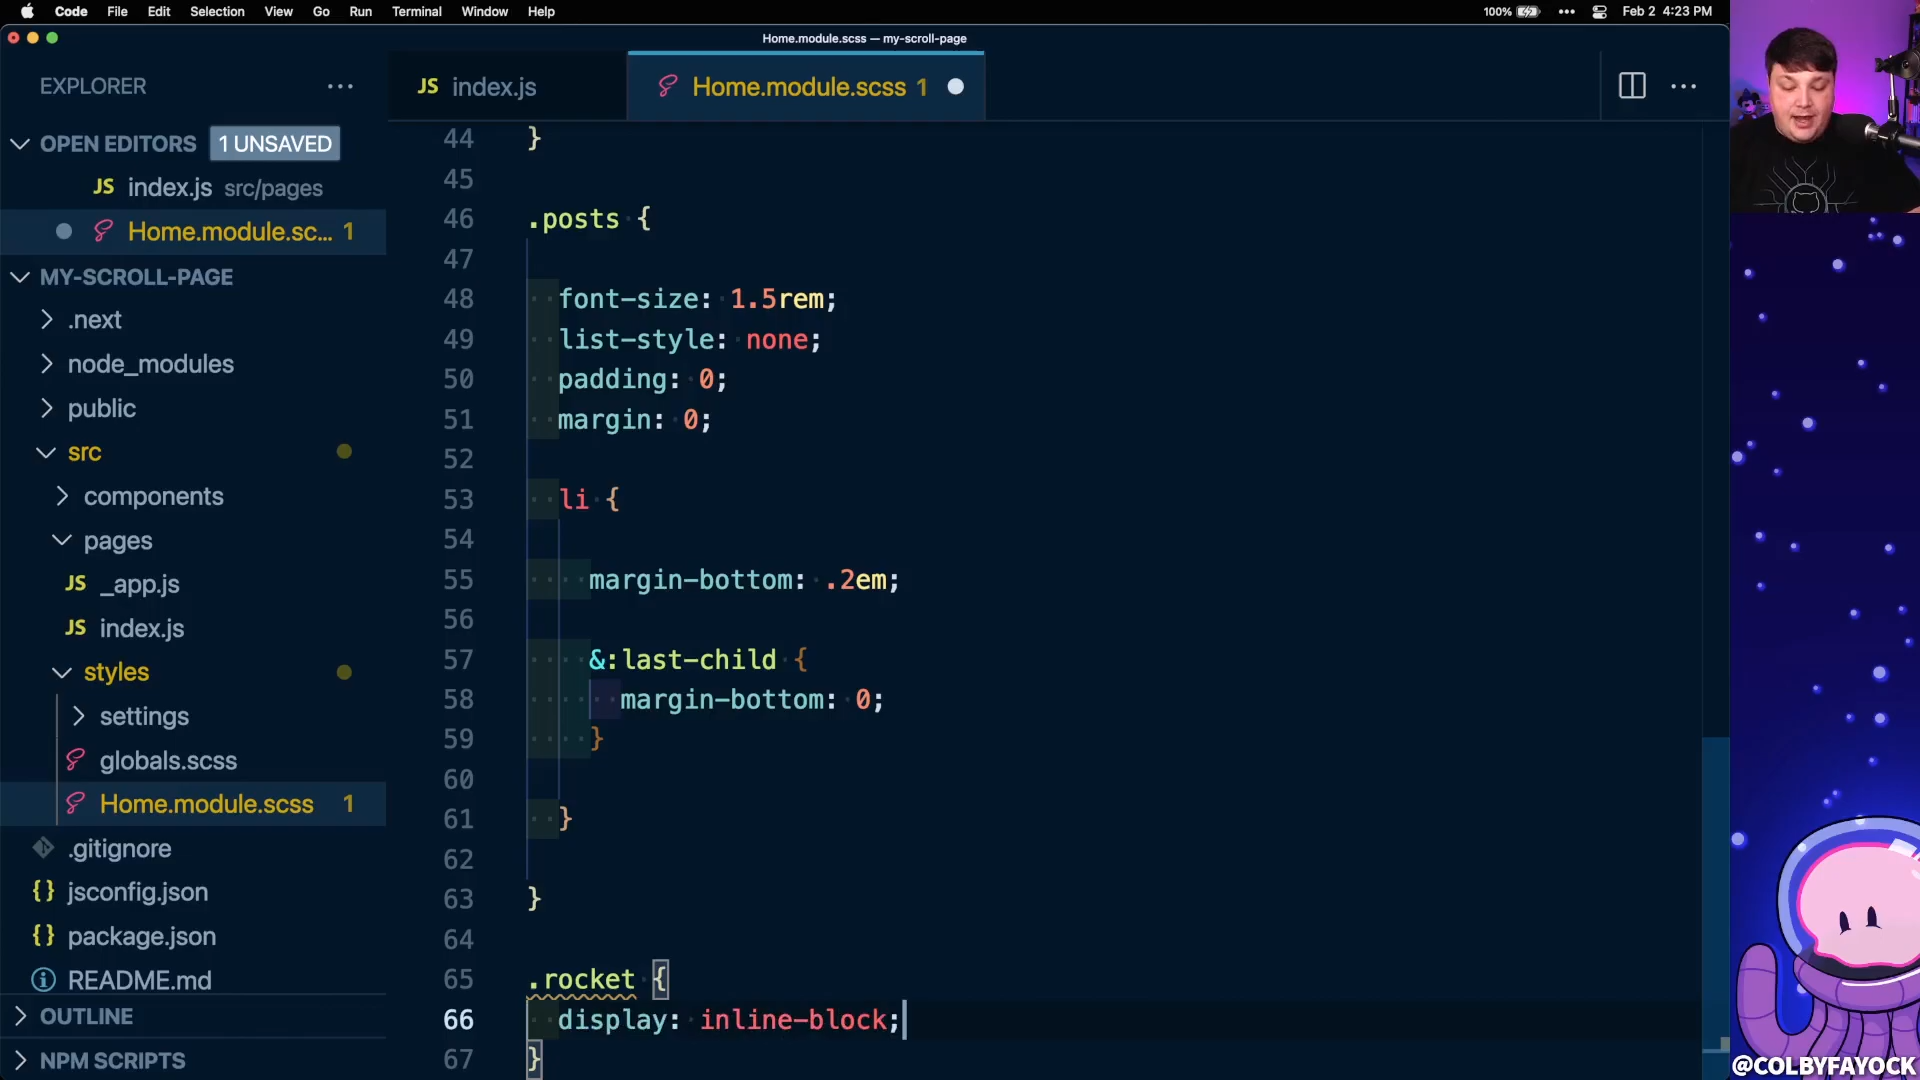 Code File Edit Selection View Go Run Terminal Window Help 100% Feb 2 4:23 PM
Home.module.scss — my-scroll-page
EXPLORER
JS index.js
Home.module.scss 1
OPEN EDITORS 1 UNSAVED
JS index.js src/pages
Home.module.sc... 1
MY-SCROLL-PAGE
.next
node_modules
public
src
components
pages
JS _app.js
JS index.js
styles
settings
globals.scss
Home.module.scss 1
.gitignore
{} jsconfig.json
{} package.json
README.md
OUTLINE
NPM SCRIPTS
44 }
45
46 .posts {
47
48 font-size: 1.5rem;
49 list-style: none;
50 padding: 0;
51 margin: 0;
52
53 li {
54
55 margin-bottom: .2em;
56
57 &:last-child {
58 margin-bottom: 0;
59 }
60
61 }
62
63 }
64
65 .rocket {
66 display: inline-block;
67 }
@COLBYFAYOCK